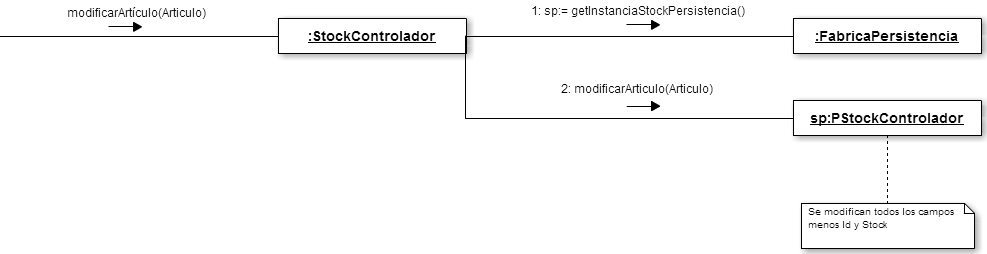 modificarArtículo(Articulo)
:StockControlador
1: sp:= getInstanciaStockPersistencia()
:FabricaPersistencia
2: modificarArticulo(Articulo)
sp:PStockControlador
Se modifican todos los campos
menos Id y Stock